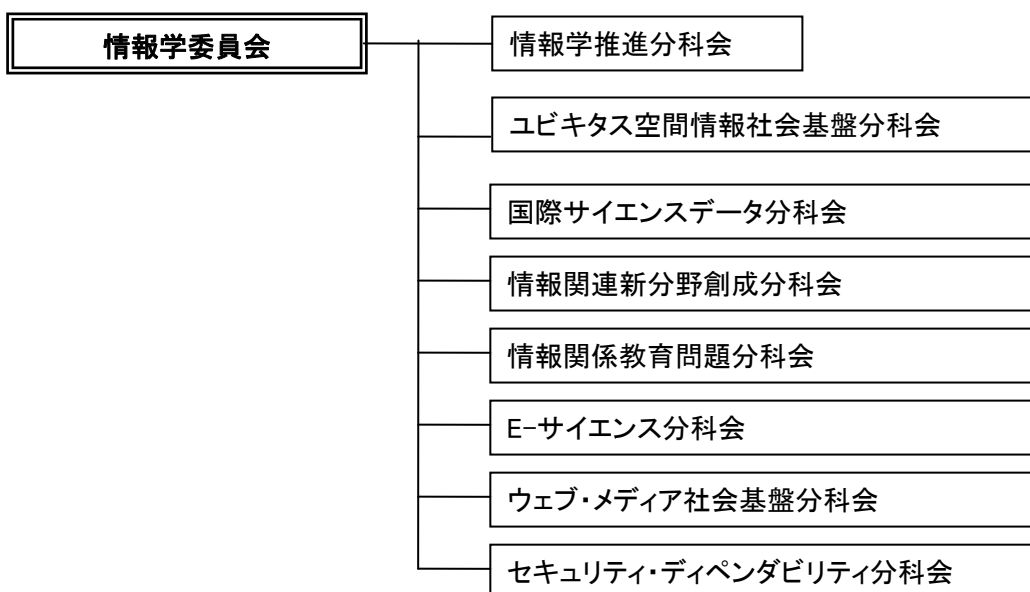 情報学委員会
情報学推進分科会
ユビキタス空間情報社会基盤分科会
国際サイエンスデータ分科会
情報関連新分野創成分科会
情報関係教育問題分科会
E-サイエンス分科会
ウェブ・メディア社会基盤分科会
セキュリティ・ディペンダビリティ分科会